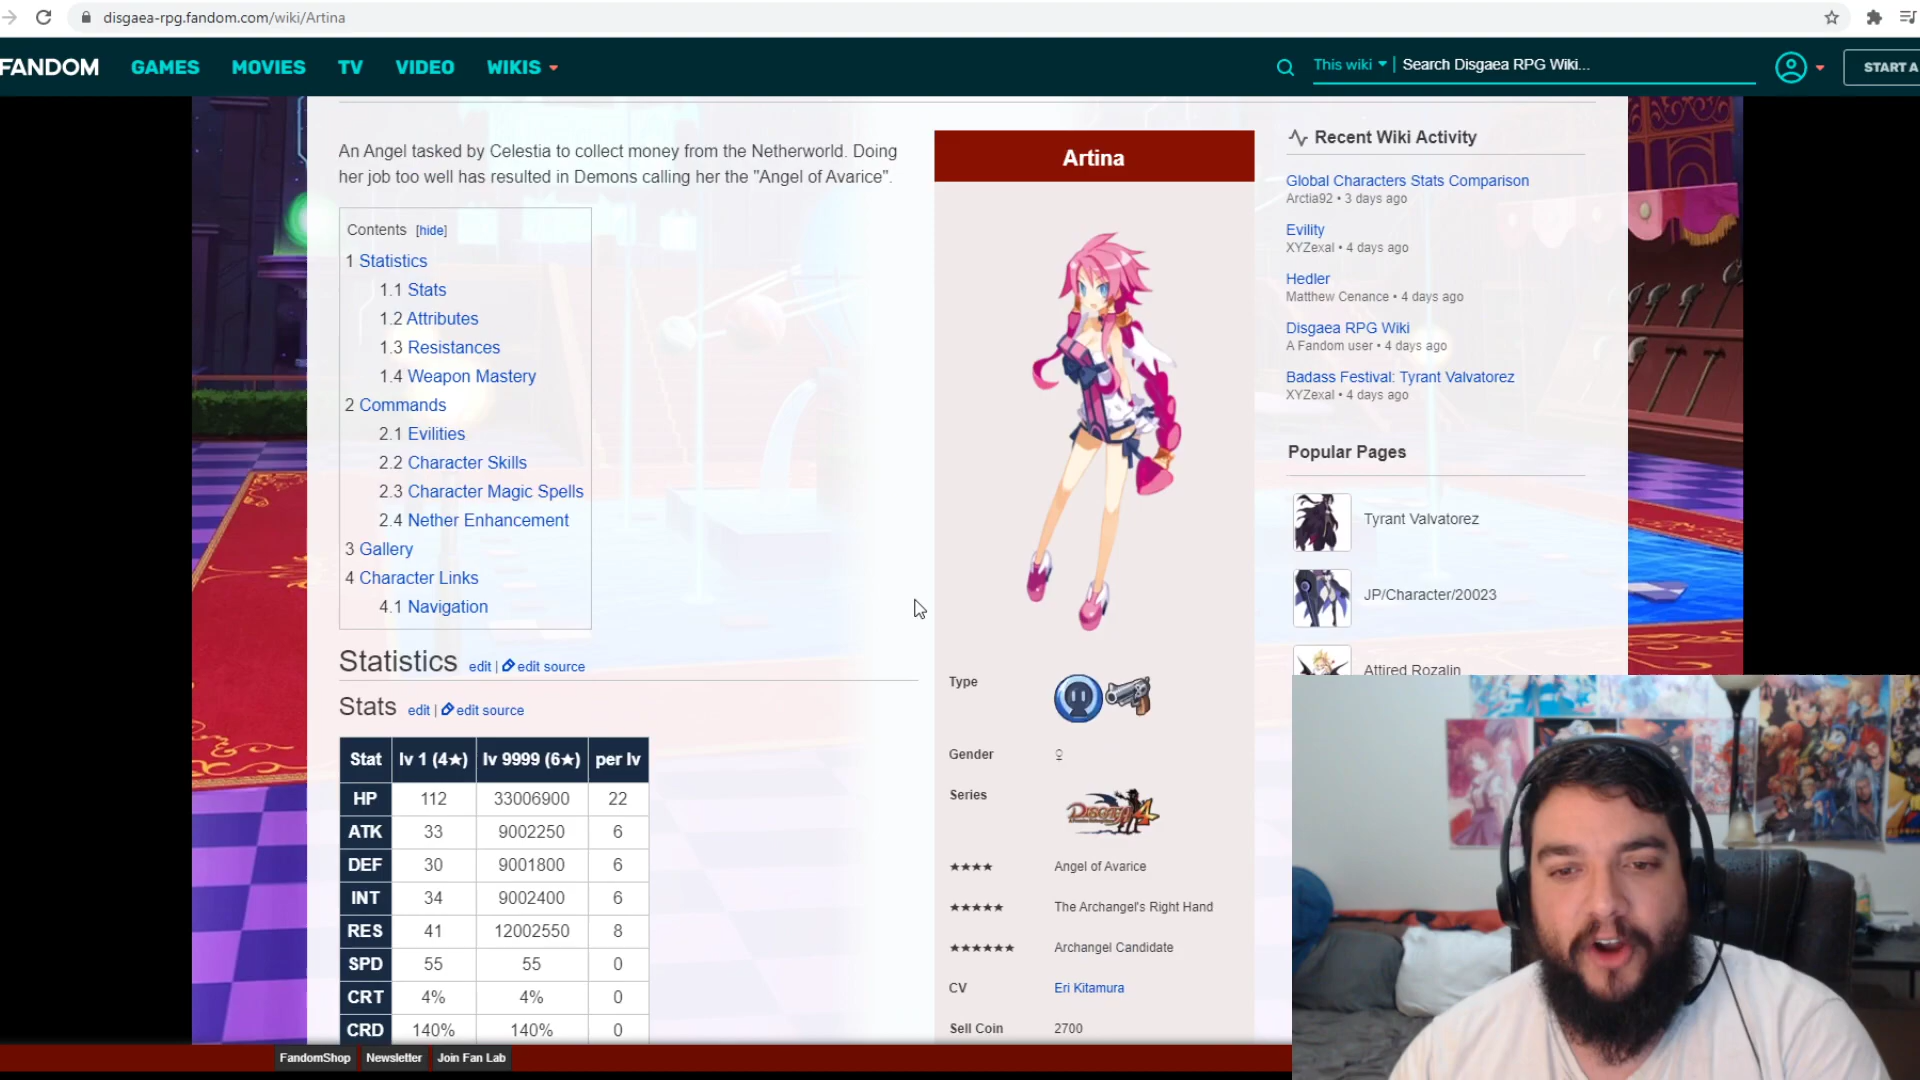 disgaea-rpg.fandom.com/wiki/Artina
FANDOM GAMES MOVIES TV VIDEO WIKIS
This wiki Search Disgaea RPG Wiki...
START A
An Angel tasked by Celestia to collect money from the Netherworld. Doing
her job too well has resulted in Demons calling her the "Angel of Avarice".
Contents [hide]
1 Statistics
1.1 Stats
1.2 Attributes
1.3 Resistances
1.4 Weapon Mastery
2 Commands
2.1 Evilities
2.2 Character Skills
2.3 Character Magic Spells
2.4 Nether Enhancement
3 Gallery
4 Character Links
4.1 Navigation
Statistics edit | edit source
Stats edit | edit source
Stat lv 1 (4★) lv 9999 (6★) per lv
HP 112 33006900 22
ATK 33 9002250 6
DEF 30 9001800 6
INT 34 9002400 6
RES 41 12002550 8
SPD 55 55 0
CRT 4% 4% 0
CRD 140% 140% 0
Artina
Type
Gender ♀
Series DISGAEA 4
★★★★ Angel of Avarice
★★★★★ The Archangel's Right Hand
★★★★★★ Archangel Candidate
CV Eri Kitamura
Sell Coin 2700
Recent Wiki Activity
Global Characters Stats Comparison
Arctia92 • 3 days ago
Evility
XYZexal • 4 days ago
Hedler
Matthew Cenance • 4 days ago
Disgaea RPG Wiki
A Fandom user • 4 days ago
Badass Festival: Tyrant Valvatorez
XYZexal • 4 days ago
Popular Pages
Tyrant Valvatorez
JP/Character/20023
Attired Rozalin
FandomShop Newsletter Join Fan Lab